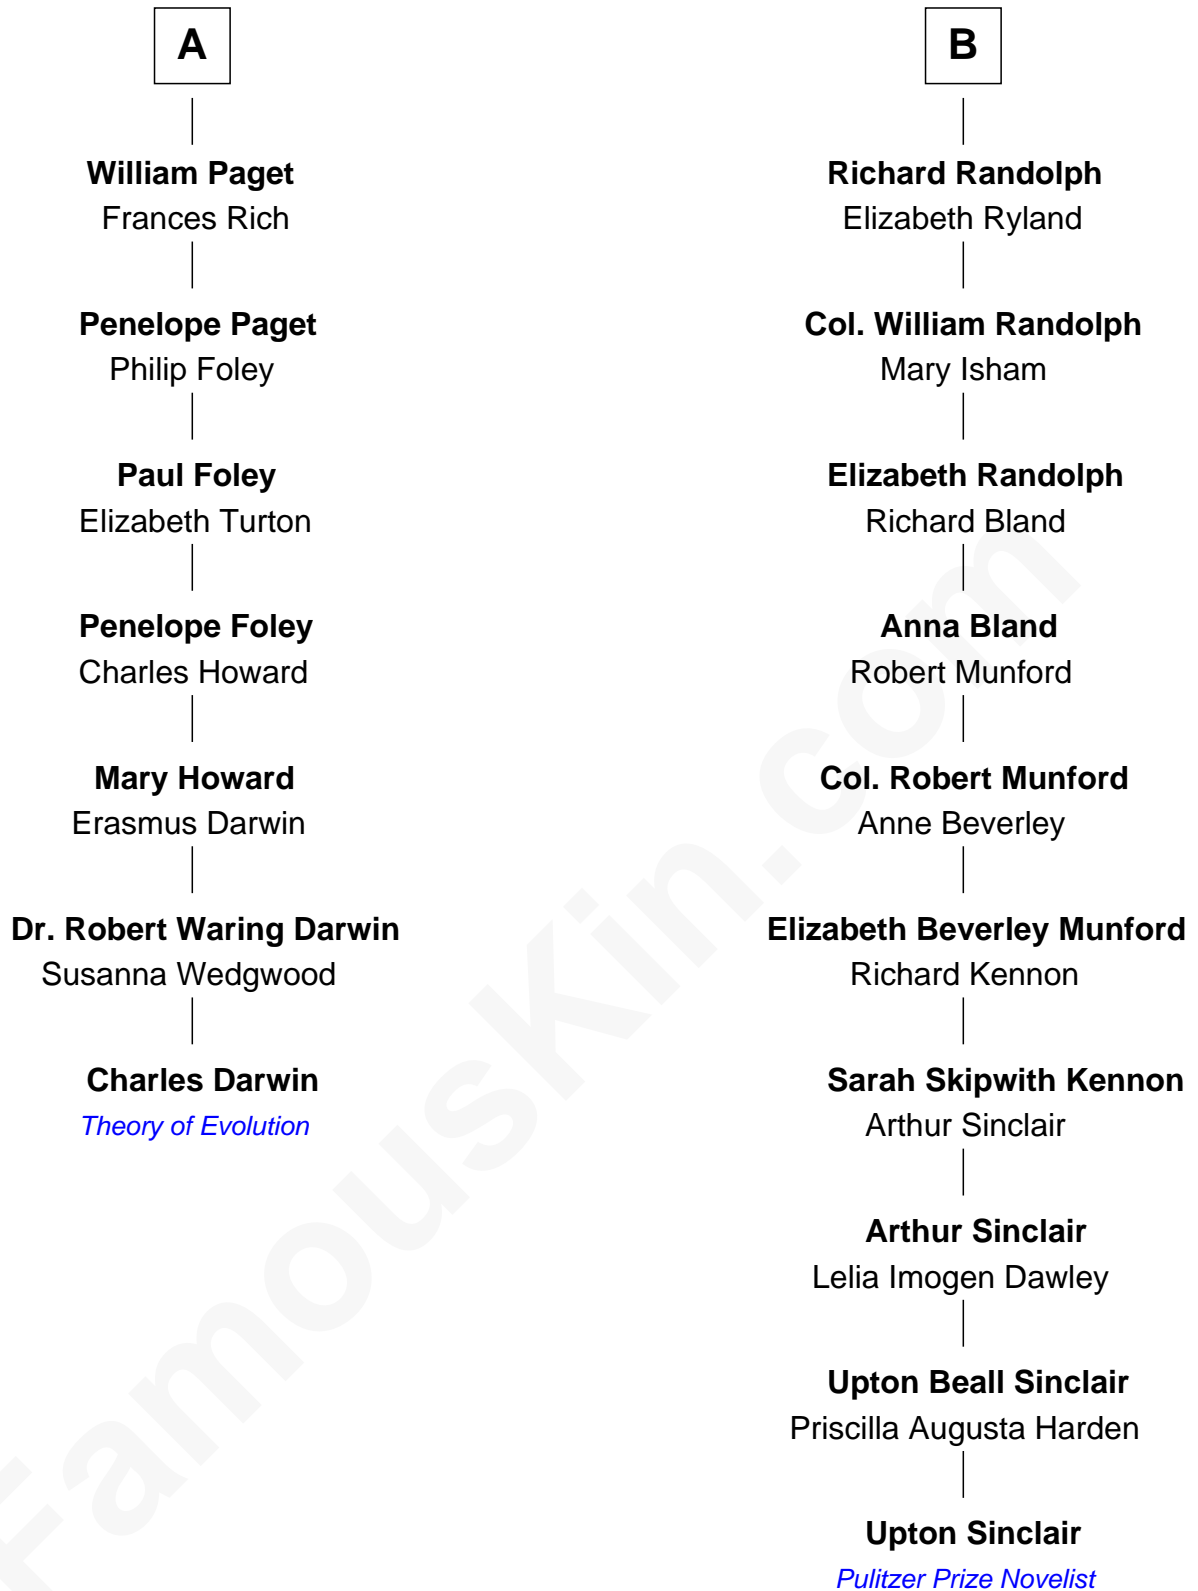 A
William Paget
Frances Rich
Penelope Paget
Philip Foley
Paul Foley
Elizabeth Turton
Penelope Foley
Charles Howard
Mary Howard
Erasmus Darwin
Dr. Robert Waring Darwin
Susanna Wedgwood
Charles Darwin
Theory of Evolution
B
Richard Randolph
Elizabeth Ryland
Col. William Randolph
Mary Isham
Elizabeth Randolph
Richard Bland
Anna Bland
Robert Munford
Col. Robert Munford
Anne Beverley
Elizabeth Beverley Munford
Richard Kennon
Sarah Skipwith Kennon
Arthur Sinclair
Arthur Sinclair
Lelia Imogen Dawley
Upton Beall Sinclair
Priscilla Augusta Harden
Upton Sinclair
Pulitzer Prize Novelist
FamousKin.com